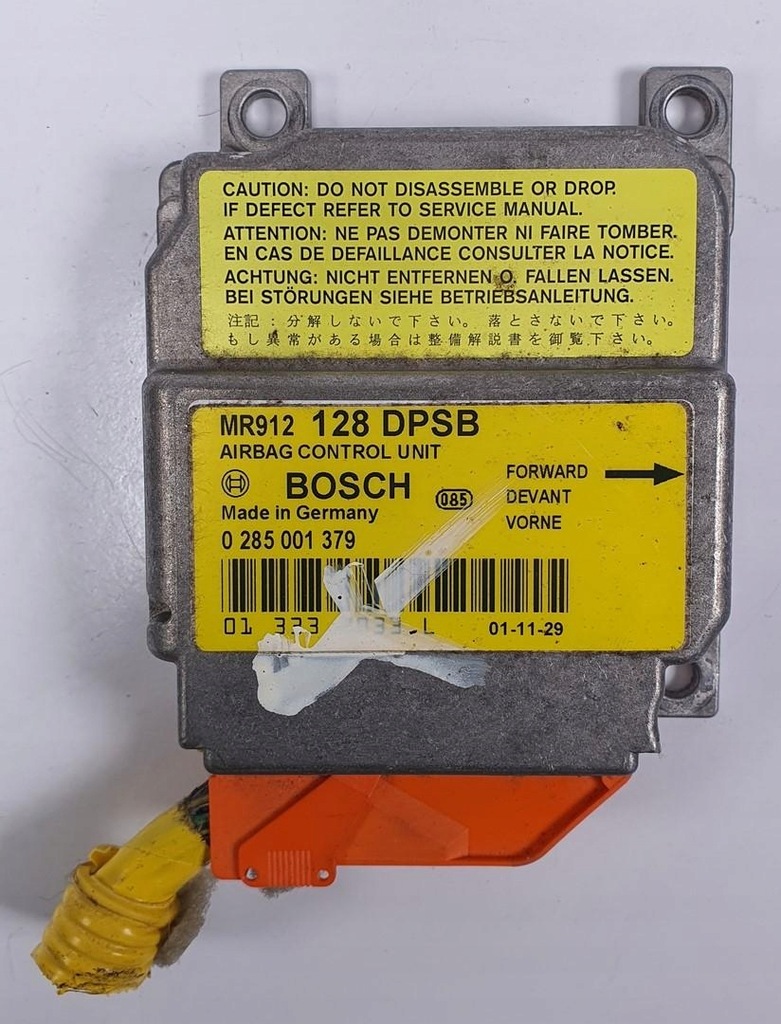 CAUTION: DO NOT DISASSEMBLE OR DROP.
IF DEFECT REFER TO SERVICE MANUAL.
ATTENTION: NE PAS DEMONTER NI FAIRE TOMBER.
EN CAS DE DEFAILLANCE CONSULTER LA NOTICE.
ACHTUNG: NICHT ENTFERNEN O. FALLEN LASSEN.
BEI STÖRUNGEN SIEHE BETRIEBSANLEITUNG.
注記：分解しないで下さい。落とさないで下さい。
もし異常がある場合は整備解説書を御覧下さい。
MR912 128 DPSB
AIRBAG CONTROL UNIT
BOSCH 085
Made in Germany
0 285 001 379
FORWARD
DEVANT
VORNE
01 333 L 01-11-29